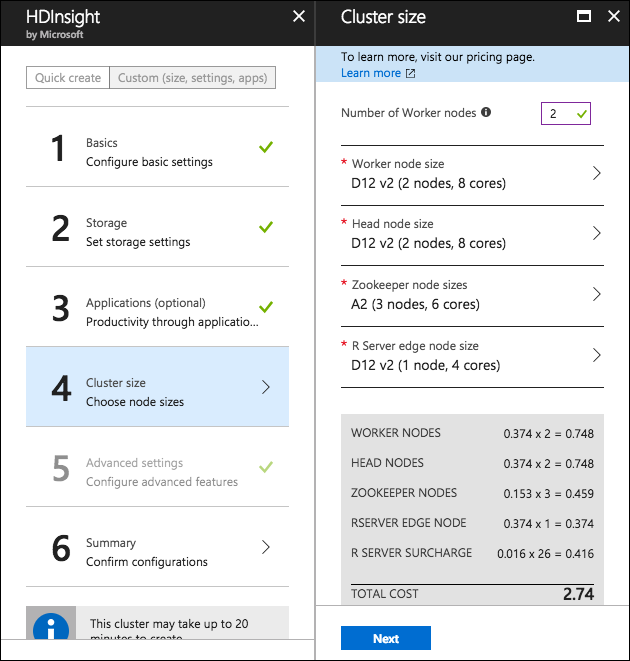 HDInsight
by Microsoft
Quick create
Custom (size, settings, apps)
1
Basics
Configure basic settings
2
Storage
Set storage settings
3
Applications (optional)
Productivity through applicatio...
4
Cluster size
Choose node sizes
5
Advanced settings
Configure advanced features
6
Summary
Confirm configurations
This cluster may take up to 20
minutes to create
Cluster size
To learn more, visit our pricing page.
Learn more
Number of Worker nodes
2
* Worker node size
D12 v2 (2 nodes, 8 cores)
* Head node size
D12 v2 (2 nodes, 8 cores)
* Zookeeper node sizes
A2 (3 nodes, 6 cores)
* R Server edge node size
D12 v2 (1 node, 4 cores)
WORKER NODES 0.374 x 2 = 0.748
HEAD NODES 0.374 x 2 = 0.748
ZOOKEEPER NODES 0.153 x 3 = 0.459
RSERVER EDGE NODE 0.374 x 1 = 0.374
R SERVER SURCHARGE 0.016 x 26 = 0.416
TOTAL COST 2.74
Next